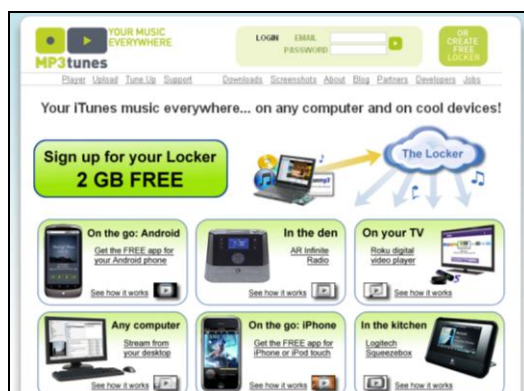 YOUR MUSIC
EVERYWHERE
MP3tunes
LOGIN EMAIL
PASSWORD
OR
CREATE
FREE
LOCKER
Player Upload Tune Up Support Downloads Screenshots About Blog Partners Developers Jobs
Your iTunes music everywhere... on any computer and on cool devices!
Sign up for your Locker
2 GB FREE
The Locker
On the go: Android
Get the FREE app for
your Android phone
See how it works
In the den
AR Infinite
Radio
See how it works
On your TV
Roku digital
video player
See how it works
Any computer
Stream from
your desktop
See how it works
On the go: iPhone
Get the FREE app for
iPhone or iPod touch
See how it works
In the kitchen
Logitech
Squeezebox
See how it works